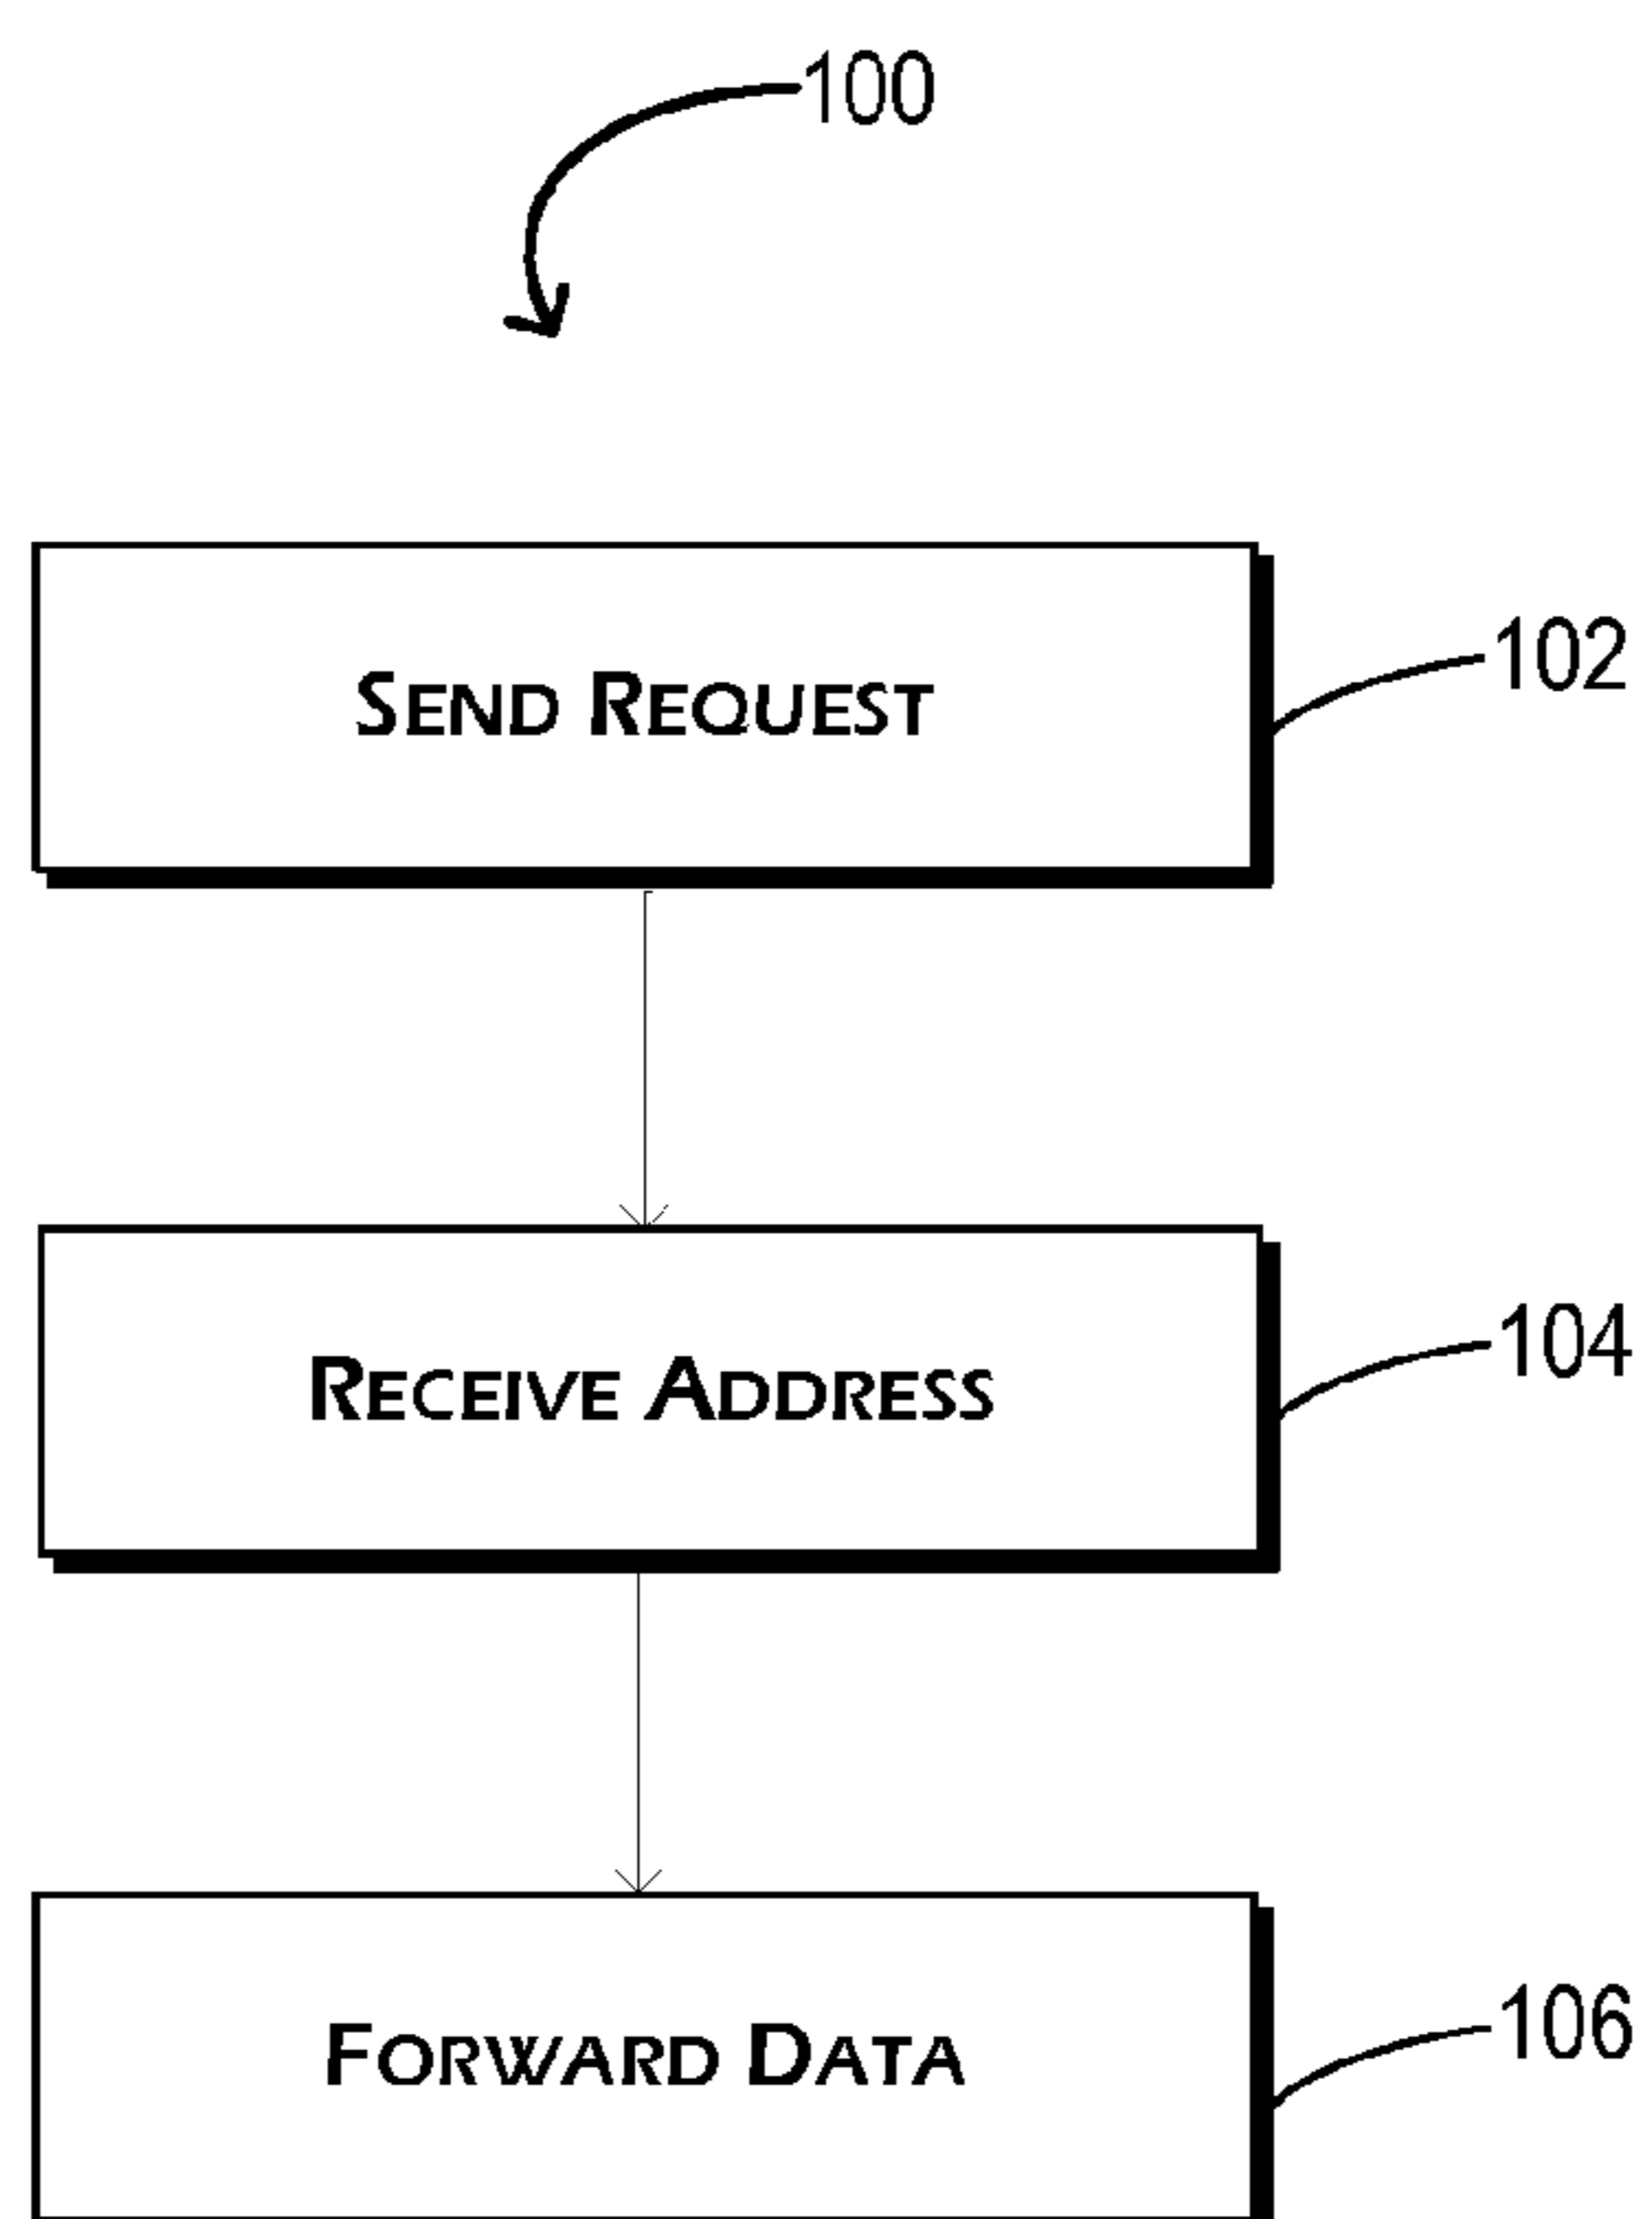 100
SEND REQUEST
102
RECEIVE ADDRESS
104
FORWARD DATA
106